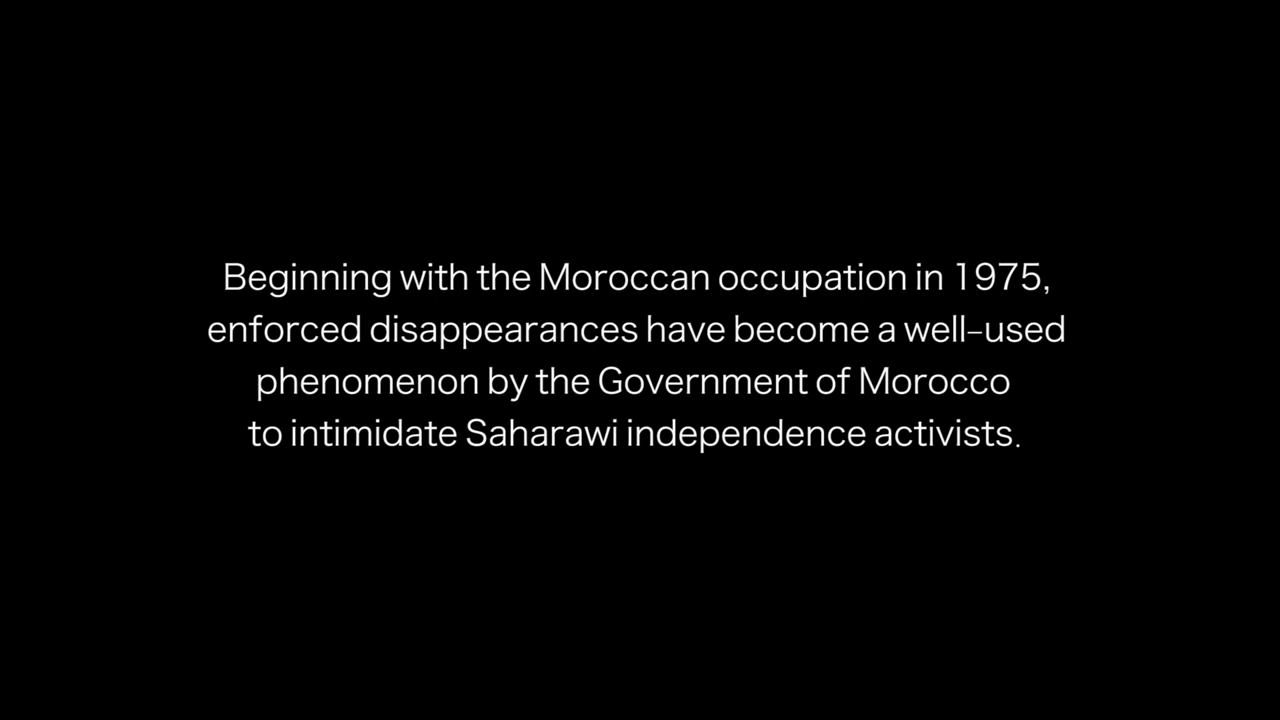 Beginning with the Moroccan occupation in 1975,
enforced disappearances have become a well-used
phenomenon by the Government of Morocco
to intimidate Saharawi independence activists.